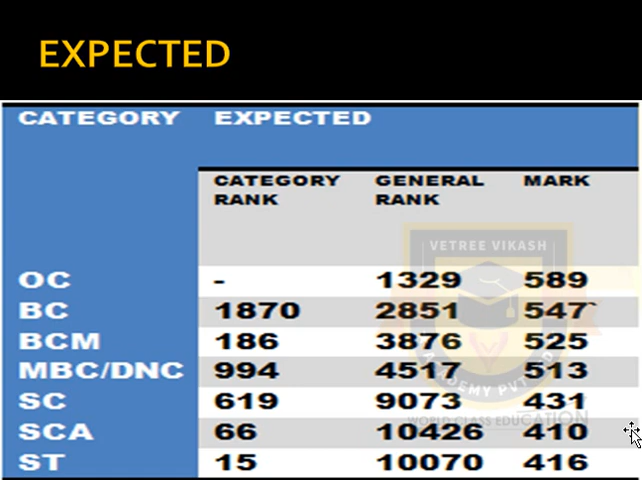 EXPECTED
CATEGORY EXPECTED
CATEGORY RANK GENERAL RANK MARK
OC - 1329 589
BC 1870 2851 547`
BCM 186 3876 525
MBC/DNC 994 4517 513
SC 619 9073 431
SCA 66 10426 410
ST 15 10070 416
VETREE VIKASH
ACADEMY PVT LTD
WORLD CLASS EDUCATION